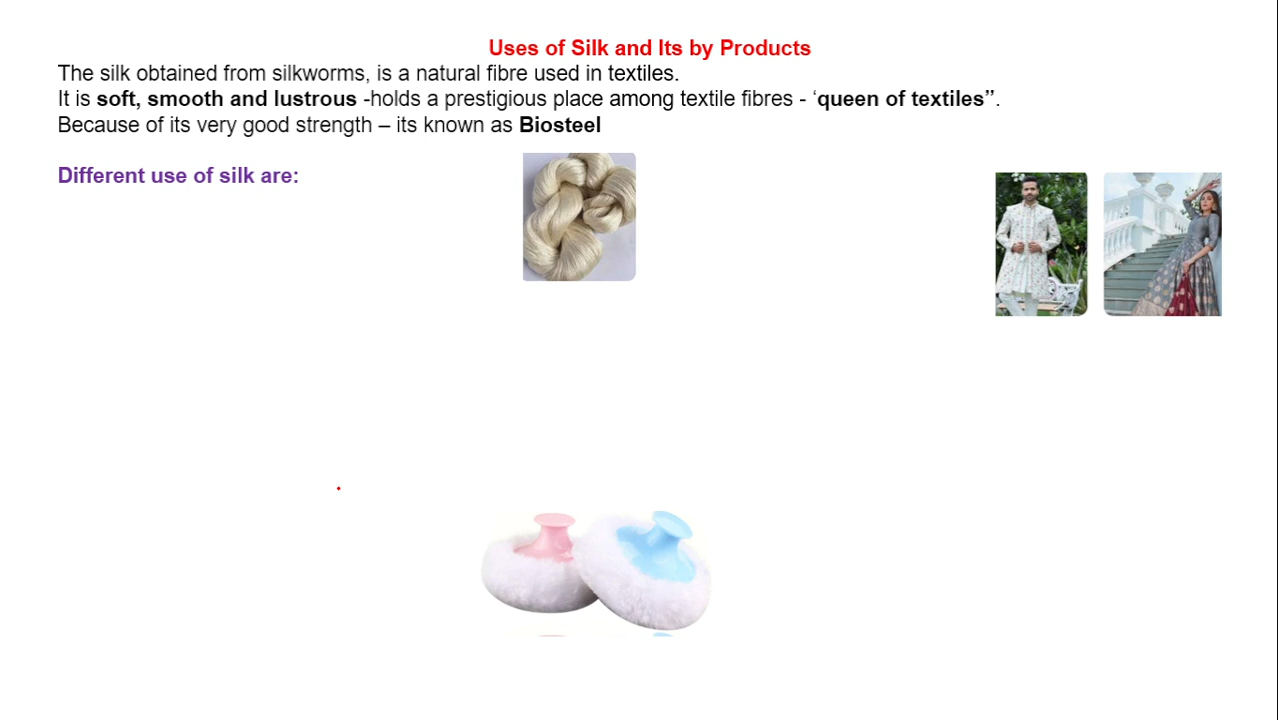 Uses of Silk and Its by Products
The silk obtained from silkworms, is a natural fibre used in textiles.
It is soft, smooth and lustrous -holds a prestigious place among textile fibres - ‘queen of textiles”.
Because of its very good strength – its known as Biosteel
Different use of silk are: